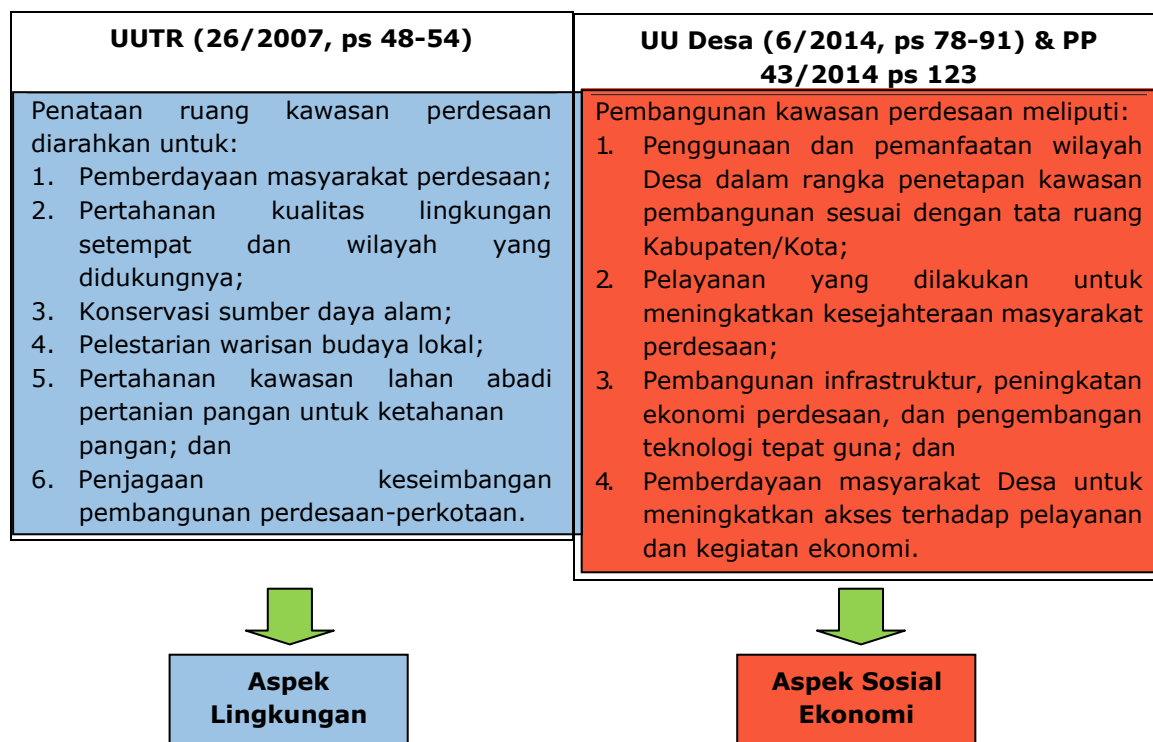 UUTR (26/2007, ps 48-54)
Penataan ruang kawasan perdesaan
diarahkan untuk:
1. Pemberdayaan masyarakat perdesaan;
2. Pertahanan kualitas lingkungan
setempat dan wilayah yang
didukungnya;
3. Konservasi sumber daya alam;
4. Pelestarian warisan budaya lokal;
5. Pertahanan kawasan lahan abadi
pertanian pangan untuk ketahanan
pangan; dan
6. Penjagaan keseimbangan
pembangunan perdesaan-perkotaan.
UU Desa (6/2014, ps 78-91) & PP
43/2014 ps 123
Pembangunan kawasan perdesaan meliputi:
1. Penggunaan dan pemanfaatan wilayah
Desa dalam rangka penetapan kawasan
pembangunan sesuai dengan tata ruang
Kabupaten/Kota;
2. Pelayanan yang dilakukan untuk
meningkatkan kesejahteraan masyarakat
perdesaan;
3. Pembangunan infrastruktur, peningkatan
ekonomi perdesaan, dan pengembangan
teknologi tepat guna; dan
4. Pemberdayaan masyarakat Desa untuk
meningkatkan akses terhadap pelayanan
dan kegiatan ekonomi.
Aspek
Lingkungan
Aspek Sosial
Ekonomi